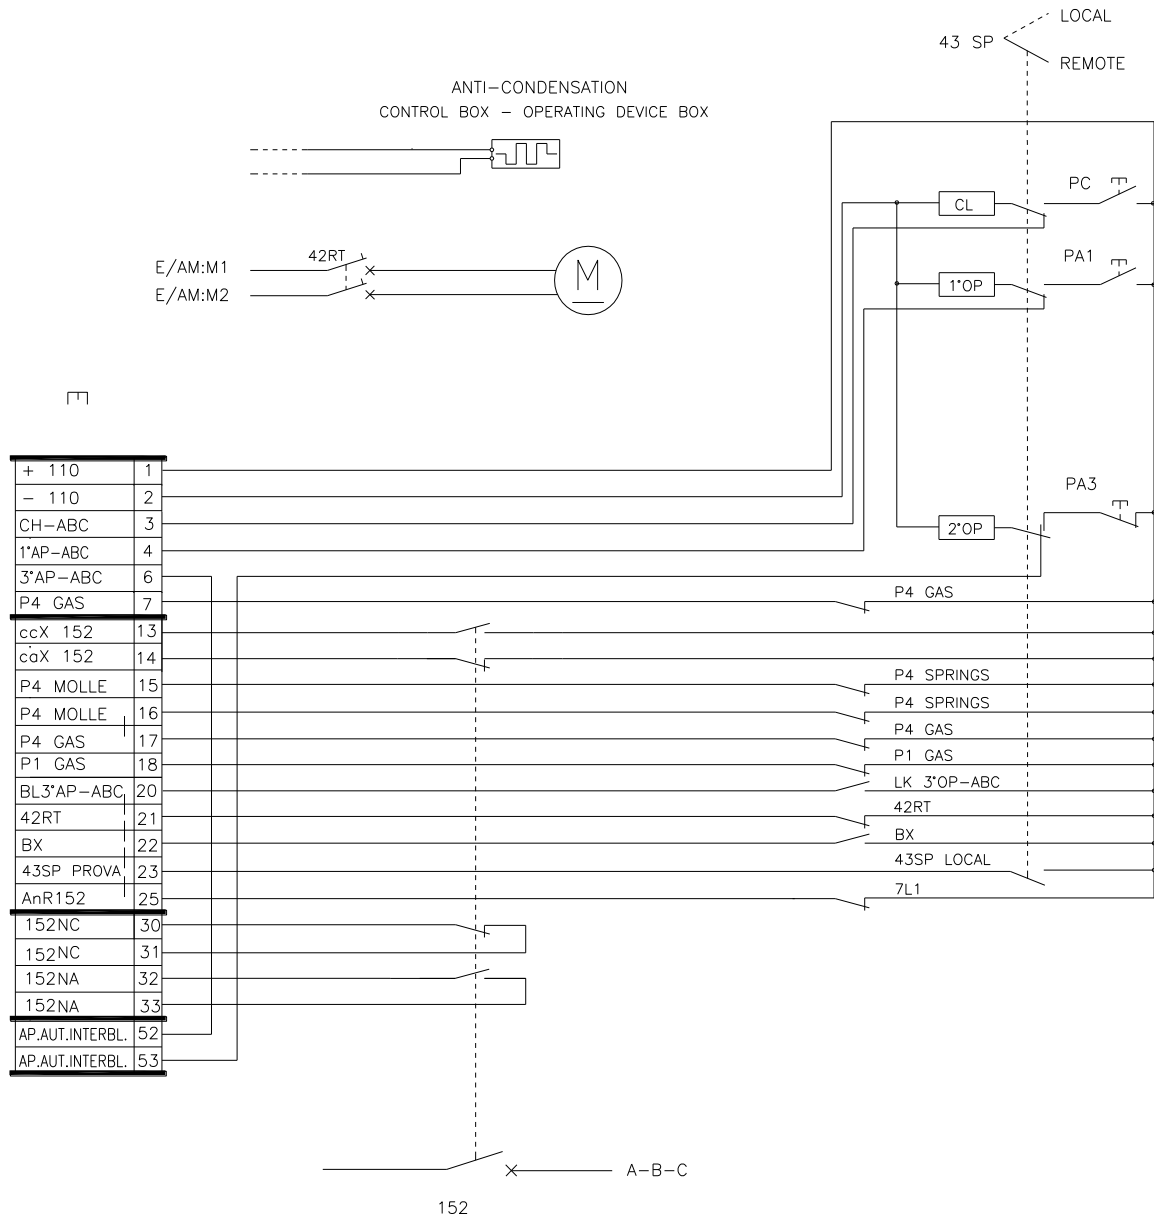 LOCAL
43 SP
REMOTE
ANTI-CONDENSATION
CONTROL BOX - OPERATING DEVICE BOX
PC
CL
42RT
E/AM:M1
E/AM:M2
M
PA1
1°OP
PA3
2°OP
+ 110 1
- 110 2
CH-ABC 3
1°AP-ABC 4
3°AP-ABC 6
P4 GAS 7 P4 GAS
ccX 152 13
caX 152 14
P4 MOLLE 15 P4 SPRINGS
P4 MOLLE 16 P4 SPRINGS
P4 GAS 17 P4 GAS
P1 GAS 18 P1 GAS
BL3°AP-ABC 20 LK 3°OP-ABC
42RT 21 42RT
BX 22 BX
43SP PROVA 23 43SP LOCAL
AnR152 25 7L1
152NC 30
152NC 31
152NA 32
152NA 33
AP.AUT.INTERBL. 52
AP.AUT.INTERBL. 53
A-B-C
152